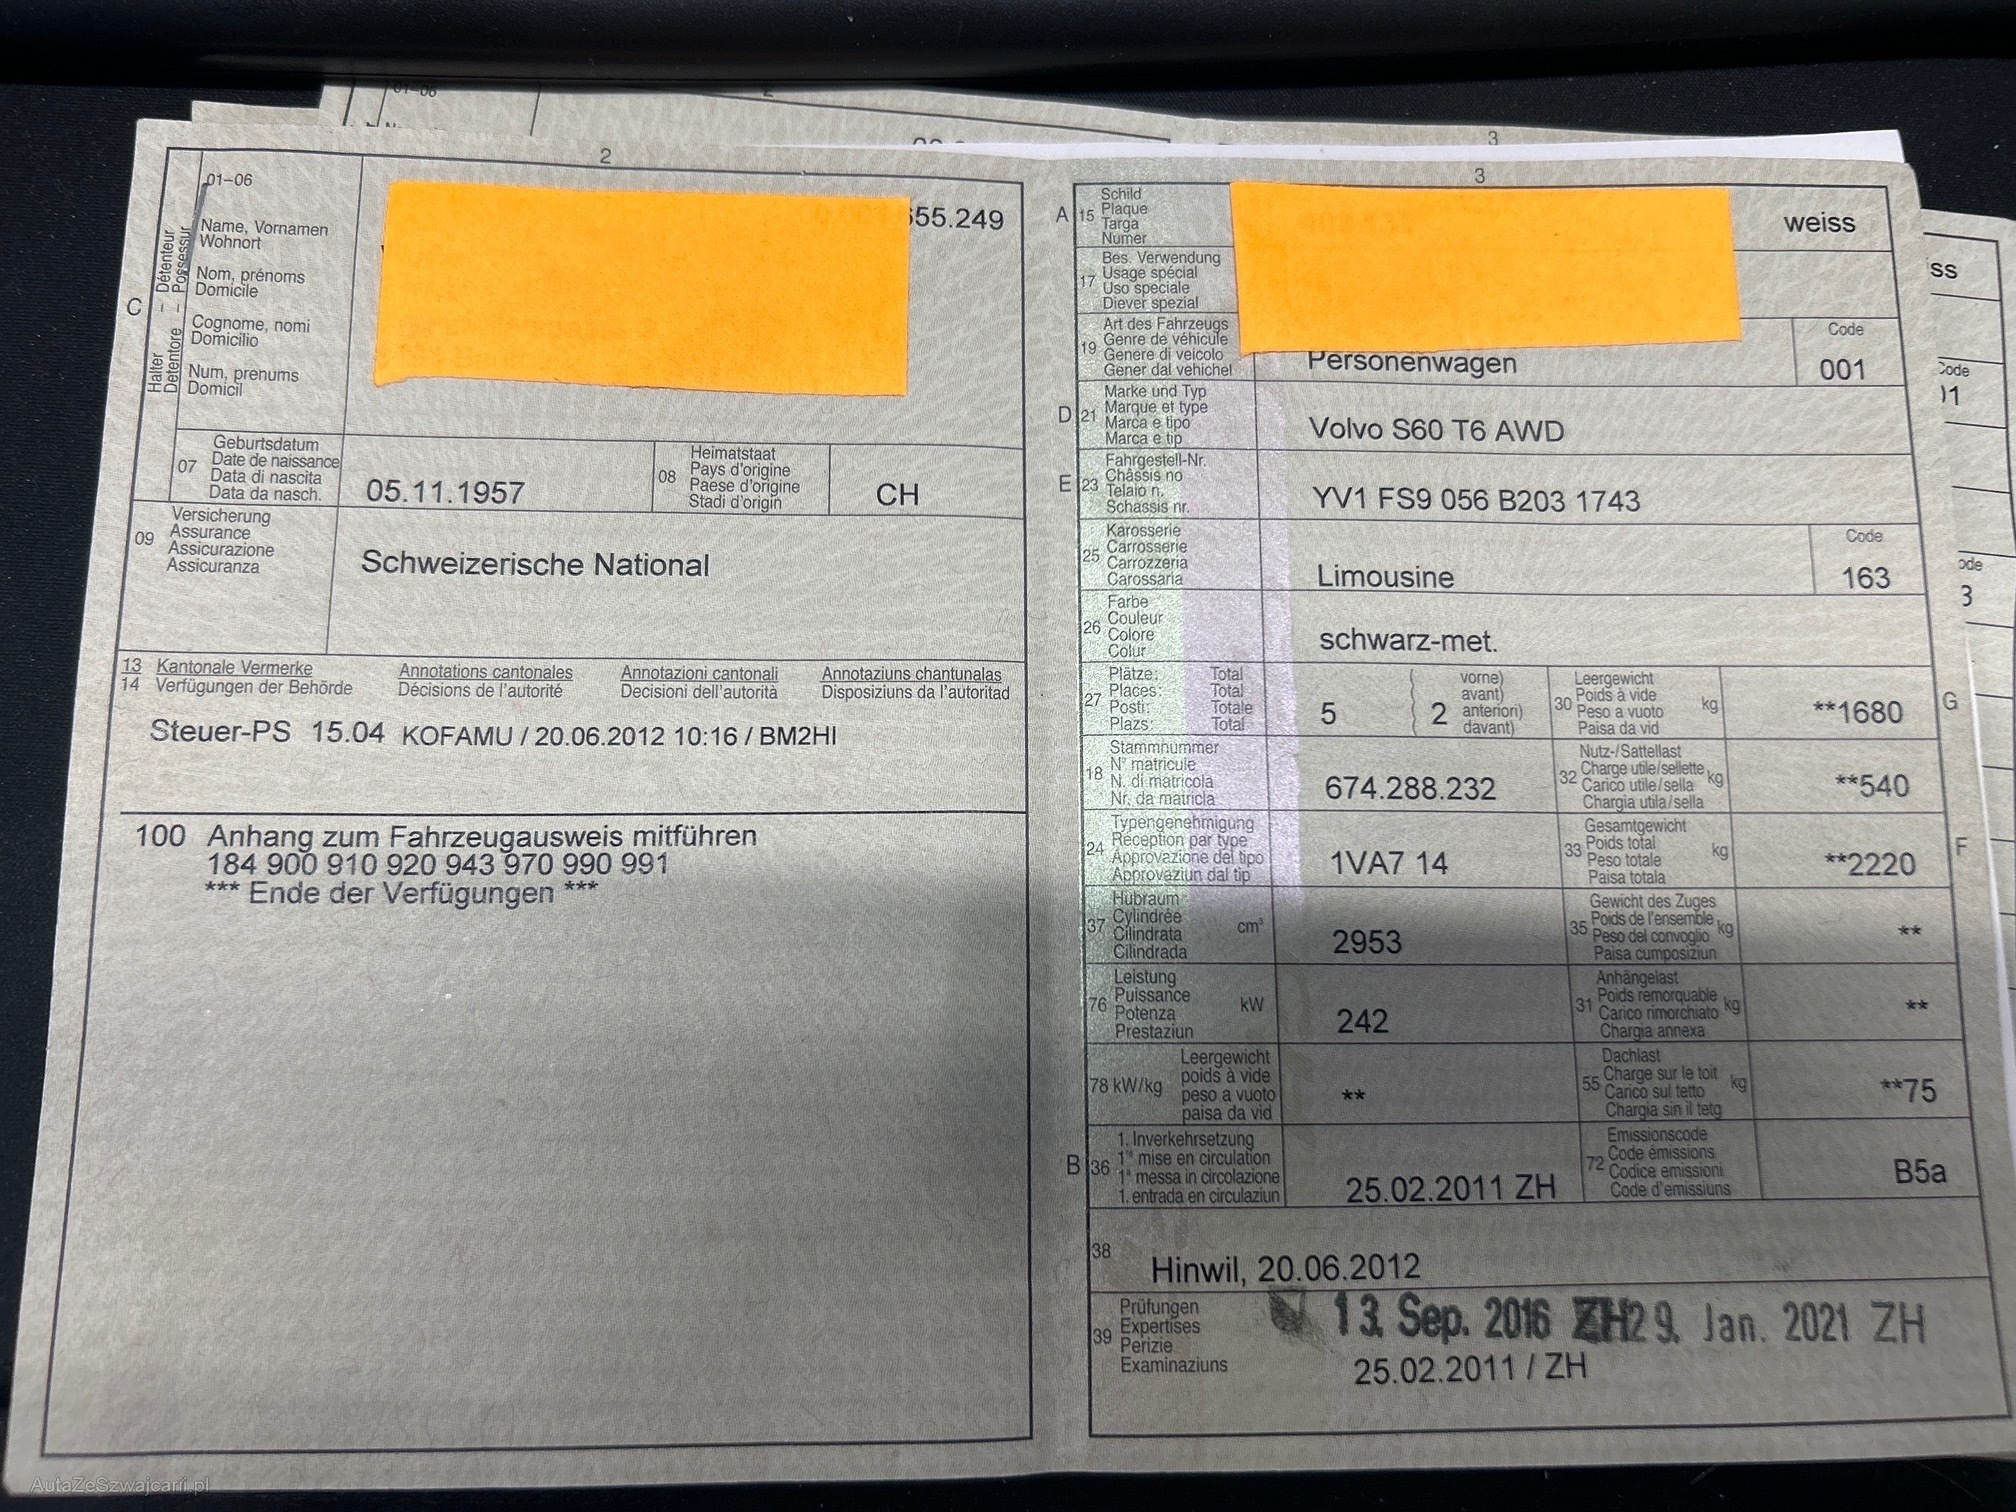 01-06
2
3
2
3
01-06
Name, Vornamen
Wohnort
Nom, prénoms
Domicile
Cognome, nomi
Domicilio
Num, prenums
Domicil
C
Halter – Détenteur
Detentore – Possessur
55.249
07
Geburtsdatum
Date de naissance
Data di nascita
Data da nasch.
05.11.1957
08
Heimatstaat
Pays d'origine
Paese d'origine
Stadi d'origin
CH
09
Versicherung
Assurance
Assicurazione
Assicuranza
Schweizerische National
13 Kantonale Vermerke Annotations cantonales Annotazioni cantonali Annotaziuns chantunalas
14 Verfügungen der Behörde Décisions de l'autorité Decisioni dell'autorità Disposiziuns da l'autoritad
Steuer-PS 15.04 KOFAMU / 20.06.2012 10:16 / BM2HI
100 Anhang zum Fahrzeugausweis mitführen
184 900 910 920 943 970 990 991
*** Ende der Verfügungen ***
A
15
Schild
Plaque
Targa
Numer
weiss
17
Bes. Verwendung
Usage spécial
Uso speciale
Diever spezial
19
Art des Fahrzeugs
Genre de véhicule
Genere di veicolo
Gener dal vehichel
Personenwagen
Code
001
D
21
Marke und Typ
Marque et type
Marca e tipo
Marca e tip
Volvo S60 T6 AWD
E
23
Fahrgestell-Nr.
Châssis no
Telaio n.
Schassis nr.
YV1 FS9 056 B203 1743
25
Karosserie
Carrosserie
Carrozzeria
Carossaria
Limousine
Code
163
26
Farbe
Couleur
Colore
Colur
schwarz-met.
27
Plätze: Total
Places: Total
Posti: Totale
Plazs: Total
5
2
vorne)
avant)
anteriori)
davant)
30
Leergewicht
Poids à vide
Peso a vuoto
Paisa da vid
kg
**1680
G
18
Stammnummer
N° matricule
N. di matricola
Nr. da matricla
674.288.232
32
Nutz-/Sattellast
Charge utile/sellette
Carico utile/sella
Chargia utila/sella
kg
**540
24
Typengenehmigung
Réception par type
Approvazione del tipo
Approvaziun dal tip
1VA7 14
33
Gesamtgewicht
Poids total
Peso totale
Paisa totala
kg
**2220
F
37
Hubraum
Cylindrée
Cilindrata
Cilindrada
cm³
2953
35
Gewicht des Zuges
Poids de l'ensemble
Peso del convoglio
Paisa cumposiziun
kg
**
76
Leistung
Puissance
Potenza
Prestaziun
kW
242
31
Anhängelast
Poids remorquable
Carico rimorchiato
Chargia annexa
kg
**
78 kW/kg
Leergewicht
poids à vide
peso a vuoto
paisa da vid
**
55
Dachlast
Charge sur le toit
Carico sul tetto
Chargia sin il tetg
kg
**75
B
36
1. Inverkehrsetzung
1re mise en circulation
1a messa in circolazione
1. entrada en circulaziun
25.02.2011 ZH
72
Emissionscode
Code émissions
Codice emissioni
Code d'emissiuns
B5a
38
Hinwil, 20.06.2012
39
Prüfungen
Expertises
Perizie
Examinaziuns
13. Sep. 2016 ZH 29. Jan. 2021 ZH
25.02.2011 / ZH
AutaZeSzwajcarii.pl